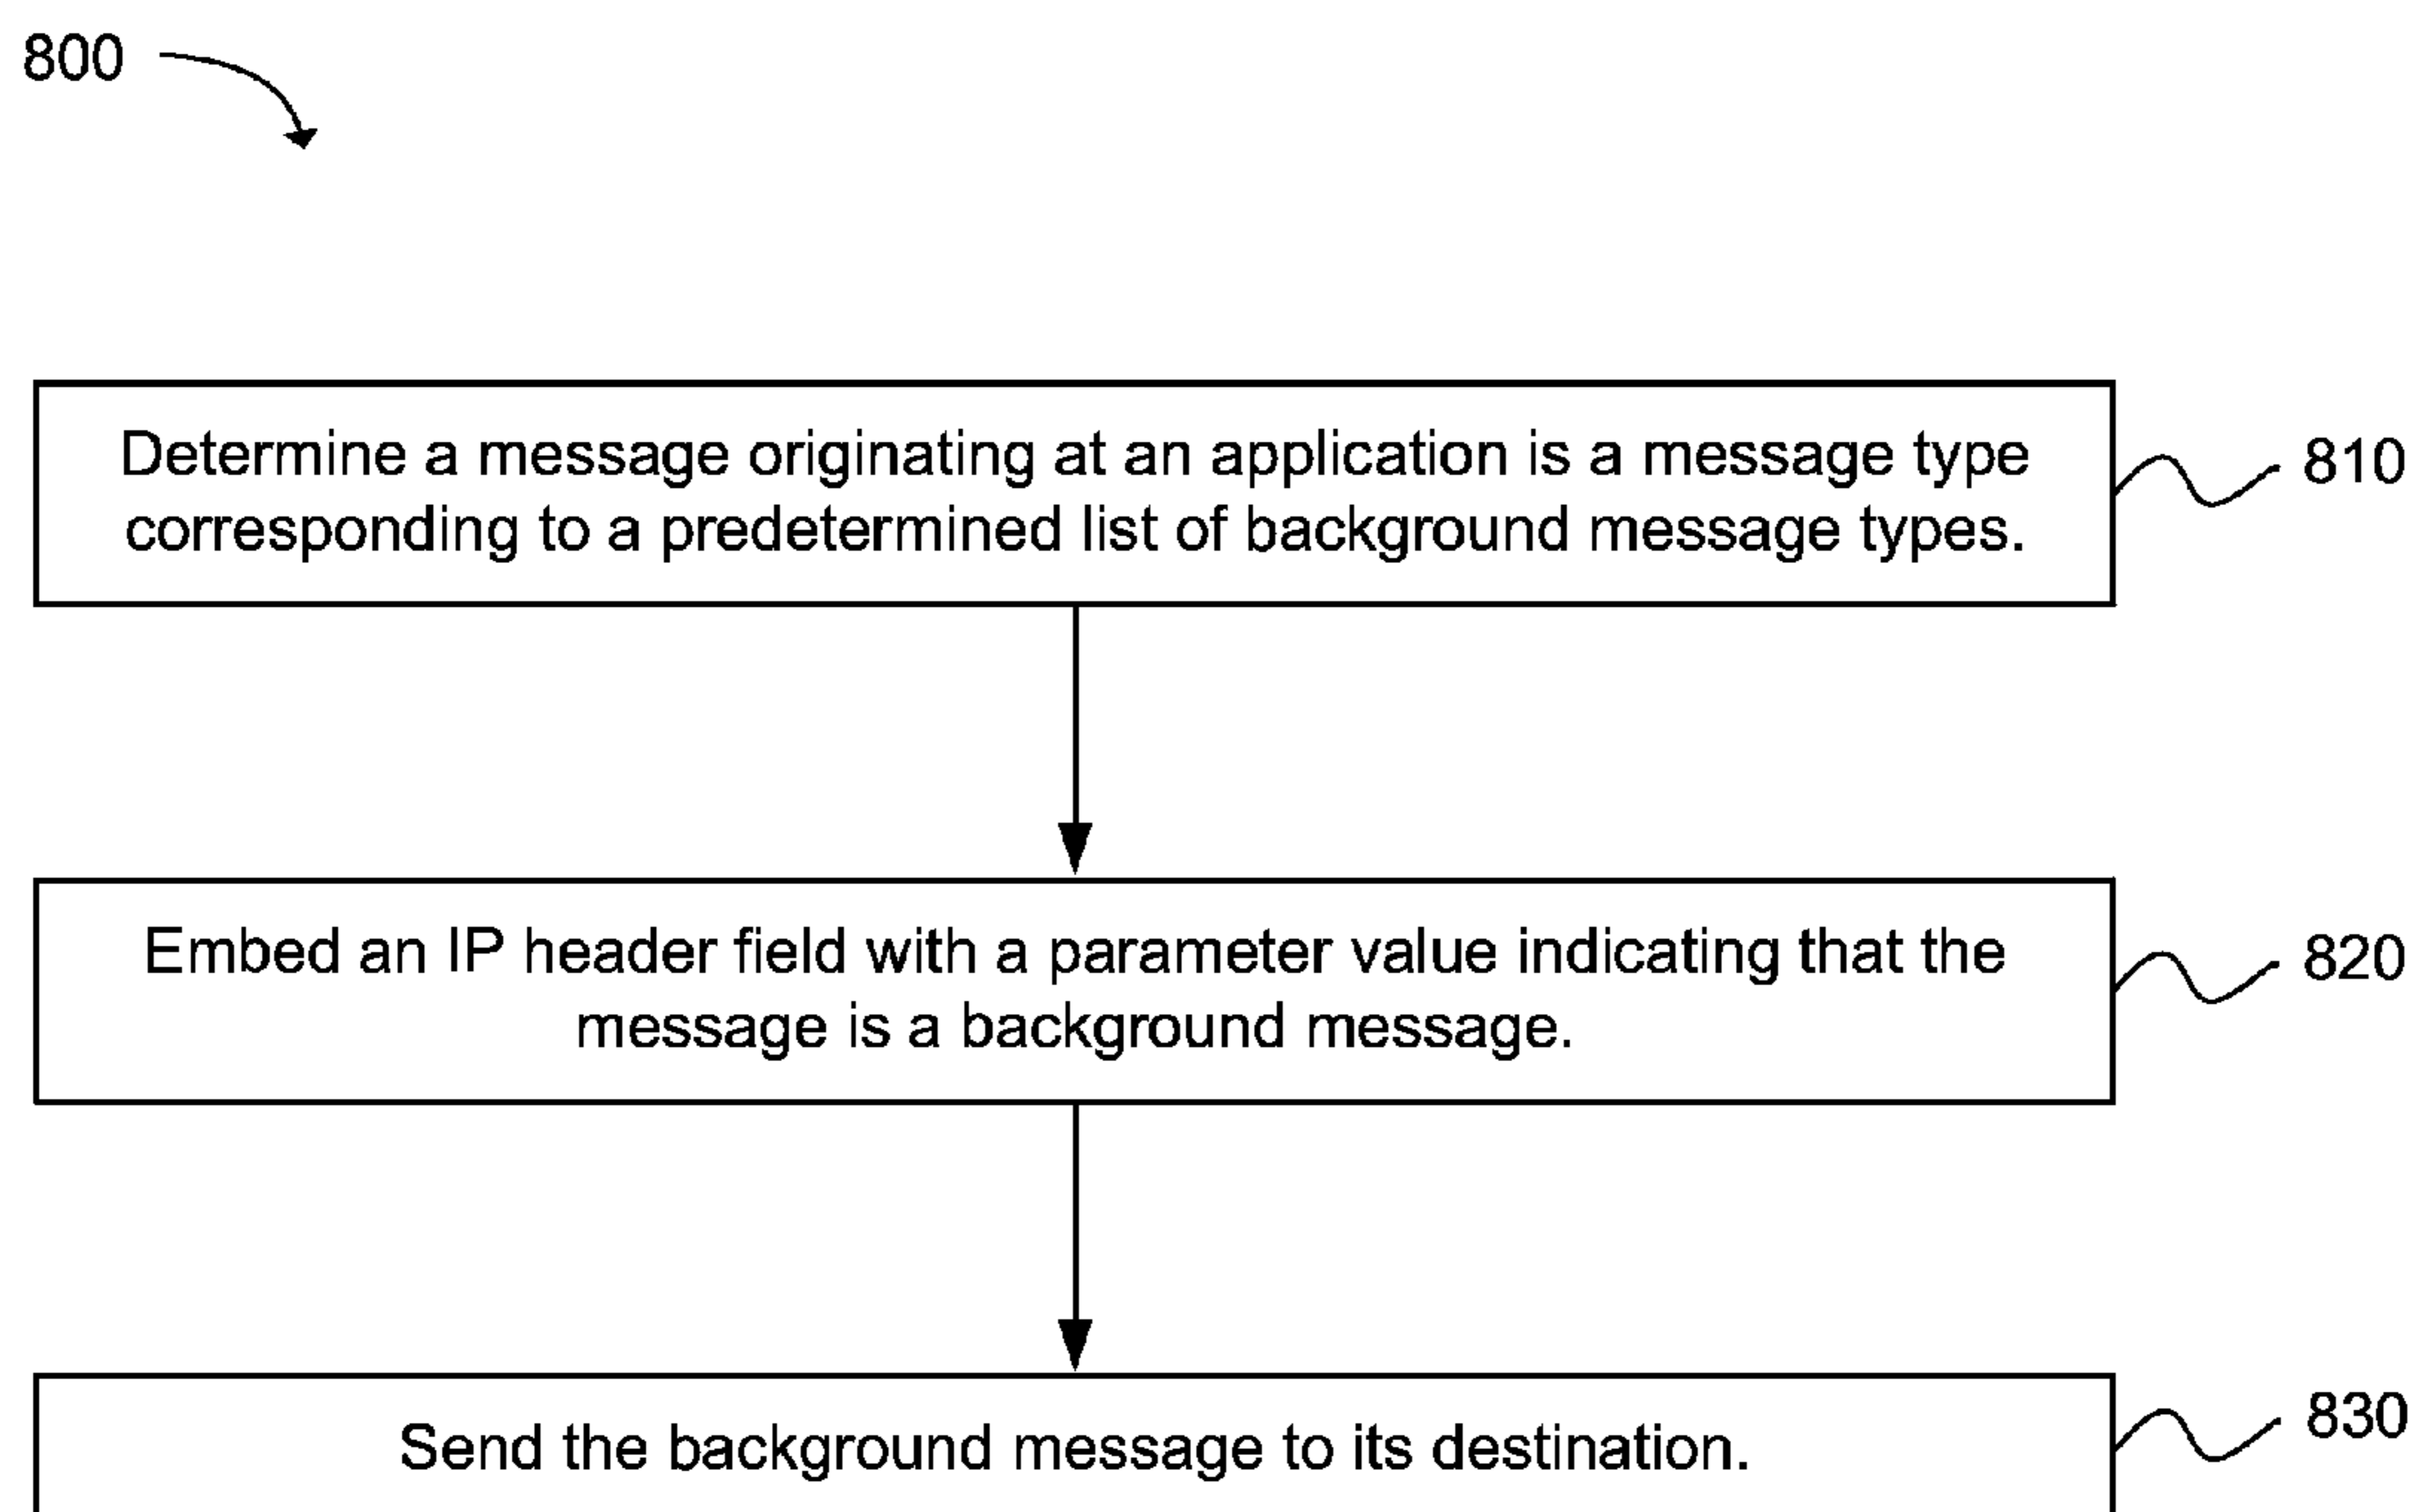 800
Determine a message originating at an application is a message type
corresponding to a predetermined list of background message types.
810
Embed an IP header field with a parameter value indicating that the
message is a background message.
820
Send the background message to its destination.
830